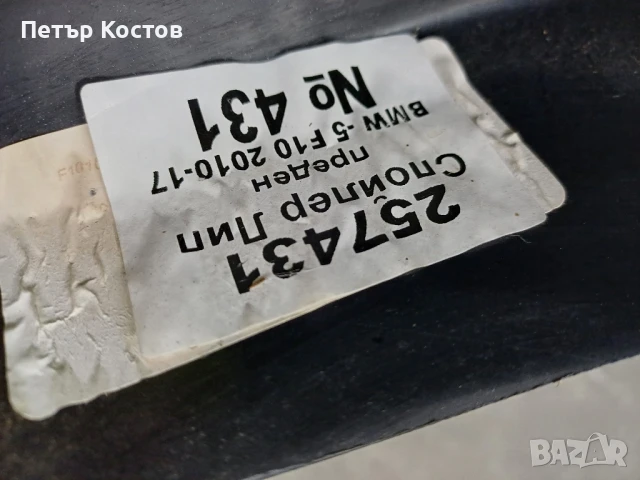 Петър Костов
257431
Спойлер Лип
преден
BMW -5 F10 2010-17
№ 431
BAZAR